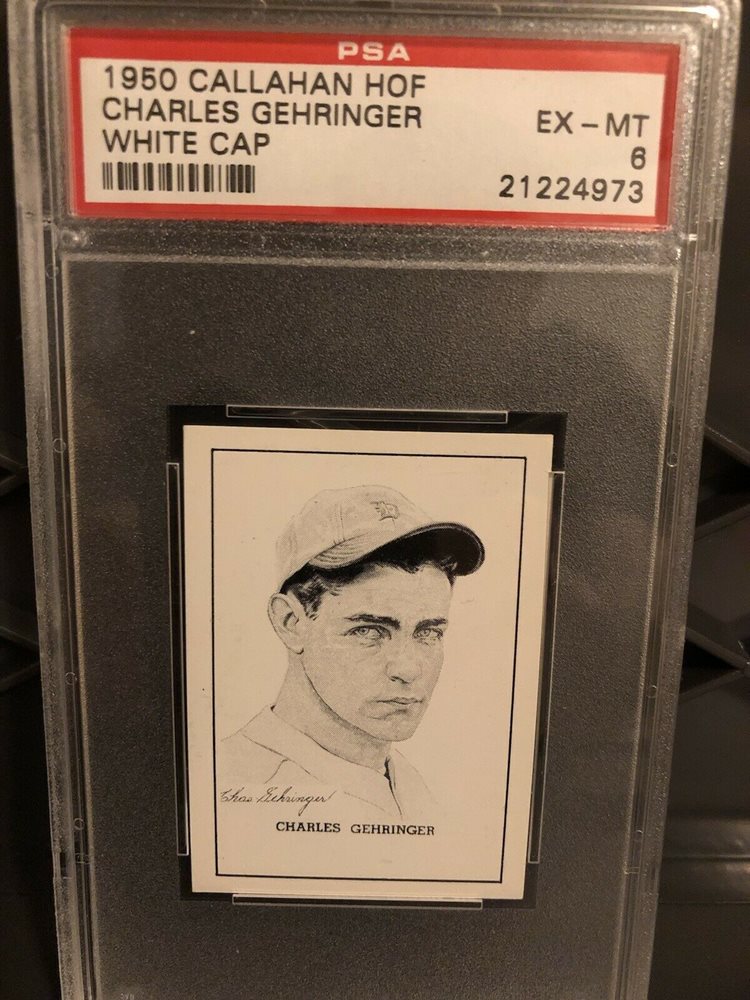 PSA
1950 CALLAHAN HOF
CHARLES GEHRINGER
EX - MT
WHITE CAP
6
21224973
D
Chas Gehringer
CHARLES GEHRINGER